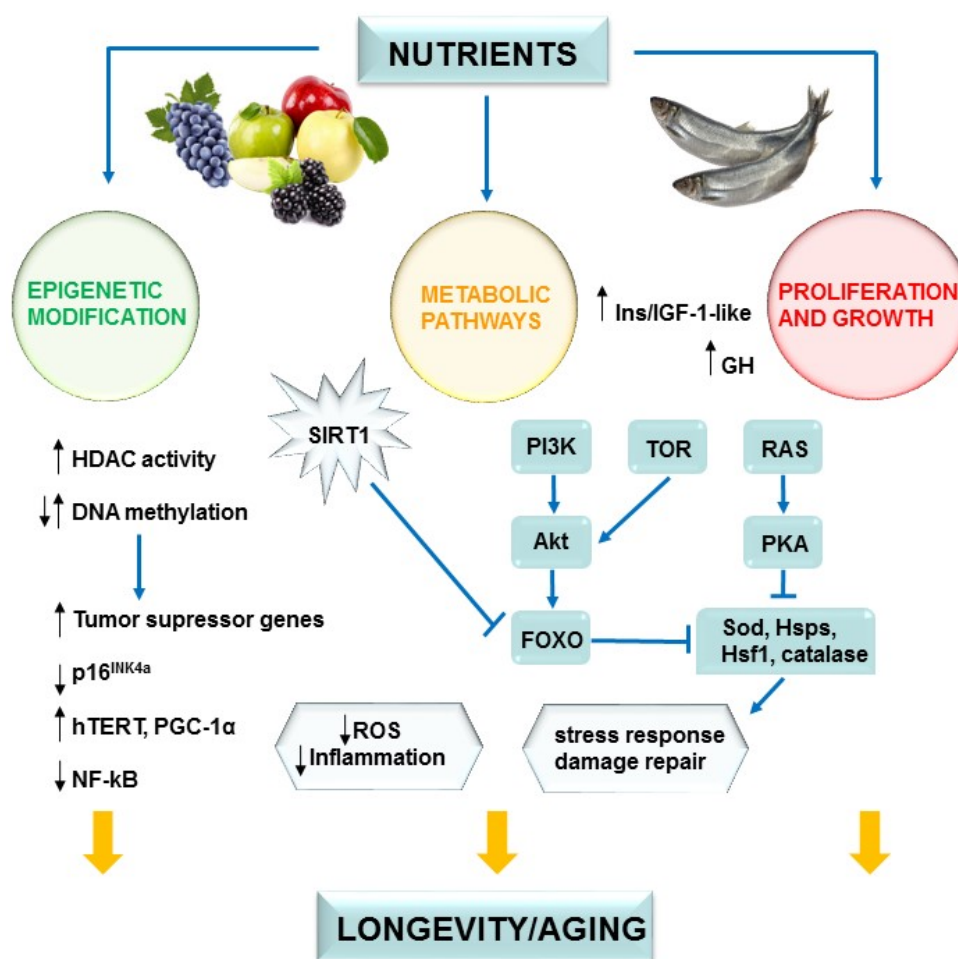 NUTRIENTS
EPIGENETIC
MODIFICATION
METABOLIC
PATHWAYS
↑ Ins/IGF-1-like
↑ GH
PROLIFERATION
AND GROWTH
SIRT1
PI3K
TOR
RAS
↑ HDAC activity
↓↑ DNA methylation
Akt
PKA
↑ Tumor supressor genes
↓ p16INK4a
↑ hTERT, PGC-1α
↓ NF-kB
FOXO
Sod, Hsps,
Hsf1, catalase
↓ROS
↓Inflammation
stress response
damage repair
LONGEVITY/AGING